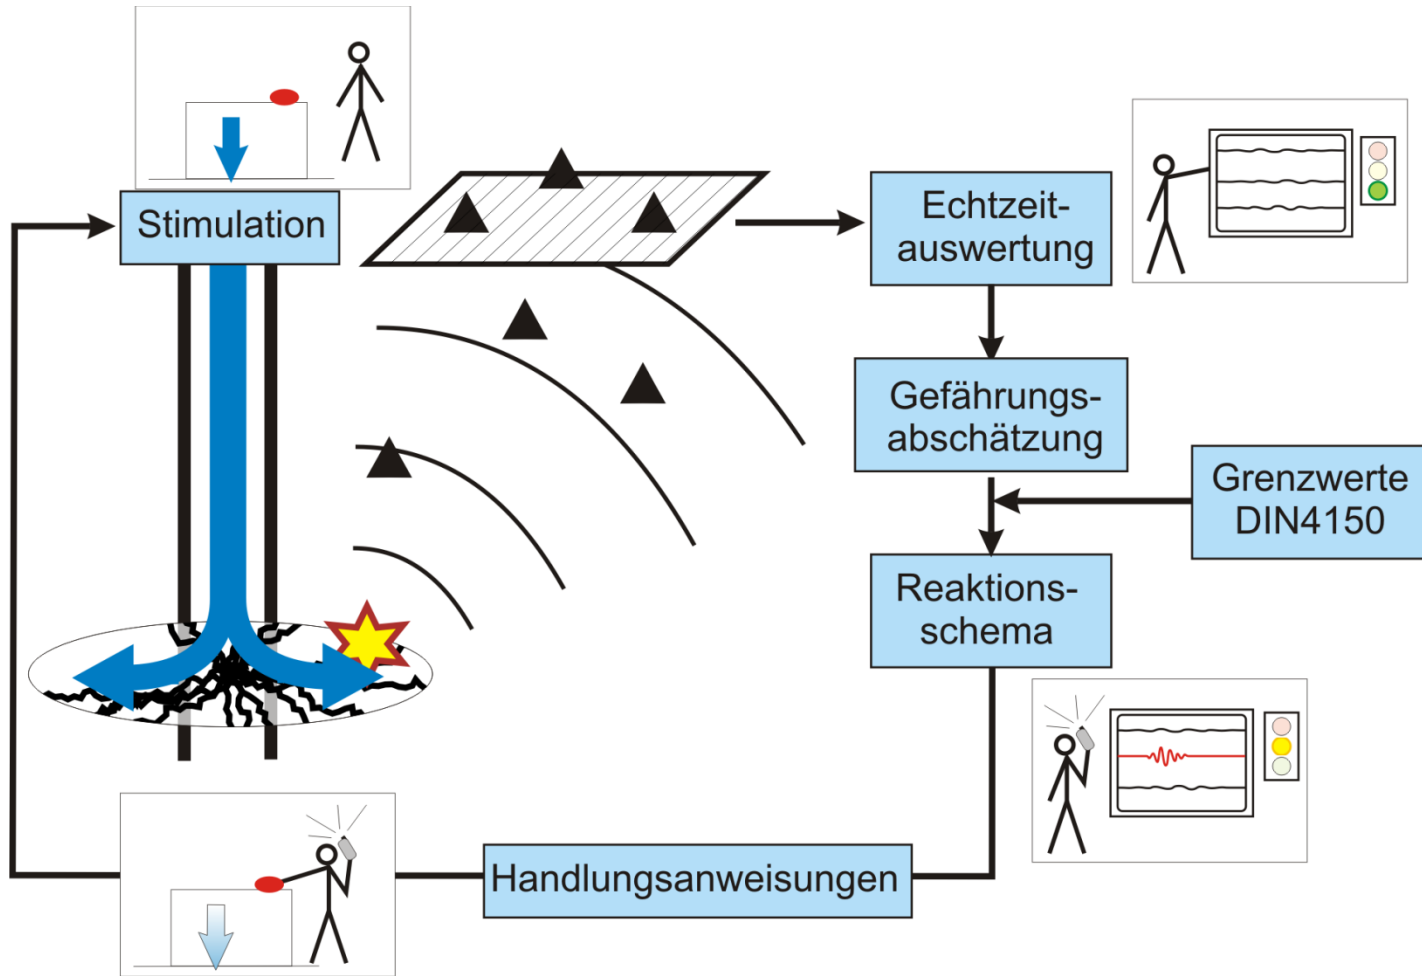 Stimulation
Echtzeit-
auswertung
Gefährungs-
abschätzung
Grenzwerte
DIN4150
Reaktions-
schema
Handlungsanweisungen